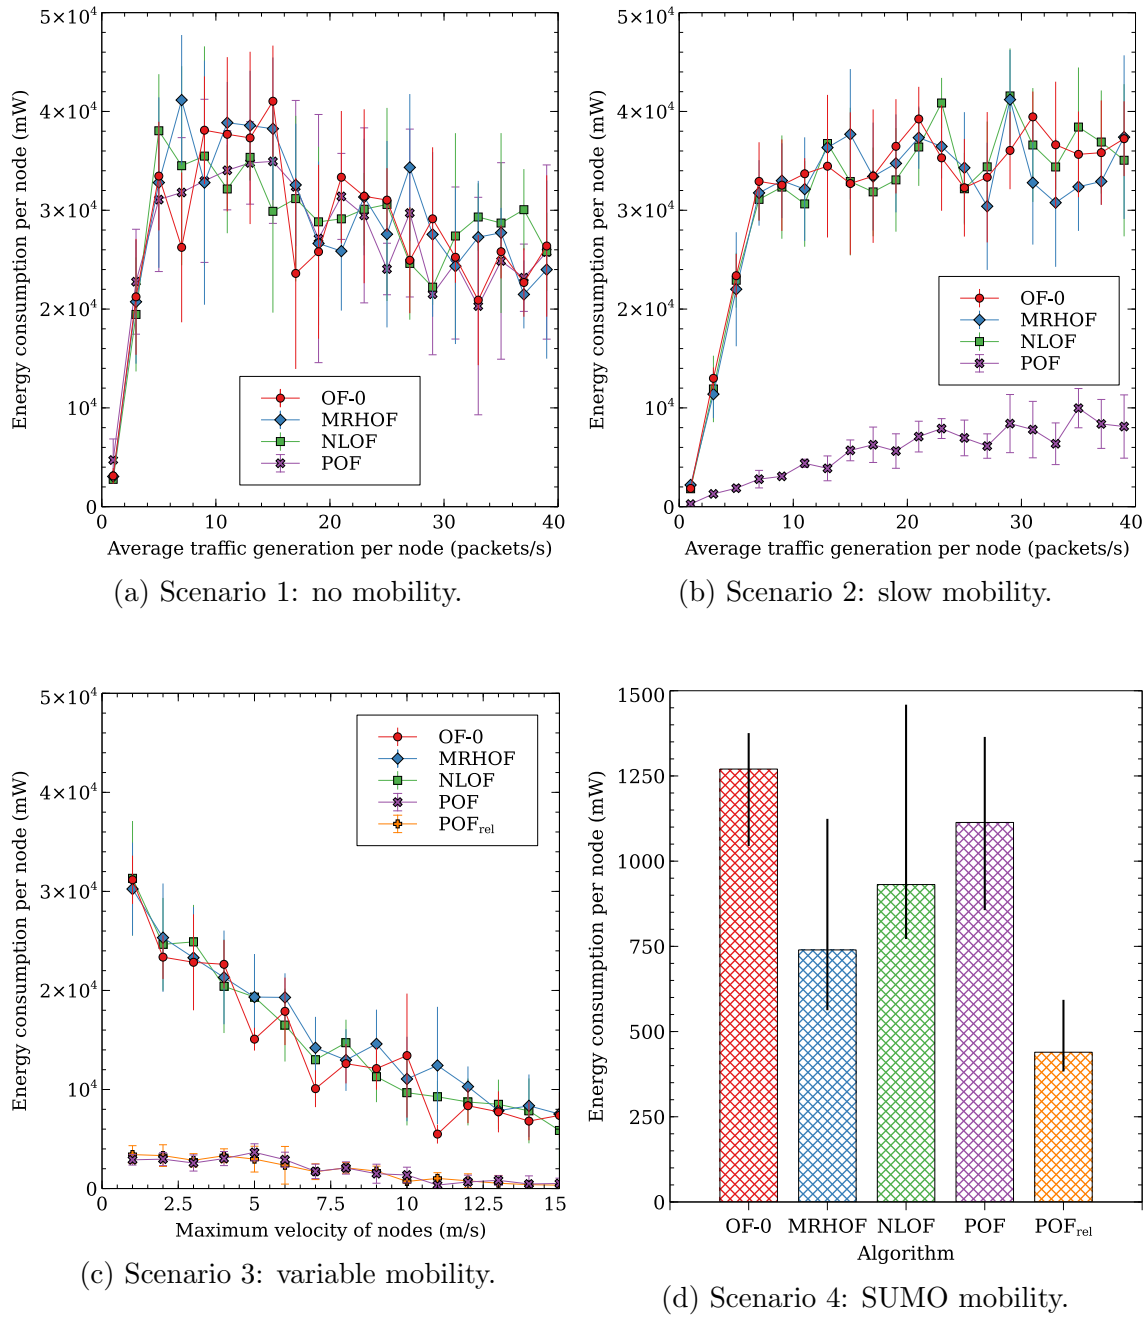 5×10⁴
4×10⁴
3×10⁴
2×10⁴
10⁴
0
Energy consumption per node (mW)
OF-0
MRHOF
NLOF
POF
0 10 20 30 40
Average traffic generation per node (packets/s)
(a) Scenario 1: no mobility.
5×10⁴
4×10⁴
3×10⁴
2×10⁴
10⁴
0
Energy consumption per node (mW)
OF-0
MRHOF
NLOF
POF
0 10 20 30 40
Average traffic generation per node (packets/s)
(b) Scenario 2: slow mobility.
5×10⁴
4×10⁴
3×10⁴
2×10⁴
10⁴
0
Energy consumption per node (mW)
OF-0
MRHOF
NLOF
POF
POFrel
0 2.5 5 7.5 10 12.5 15
Maximum velocity of nodes (m/s)
(c) Scenario 3: variable mobility.
1500
1250
1000
750
500
250
0
Energy consumption per node (mW)
OF-0 MRHOF NLOF POF POFrel
Algorithm
(d) Scenario 4: SUMO mobility.